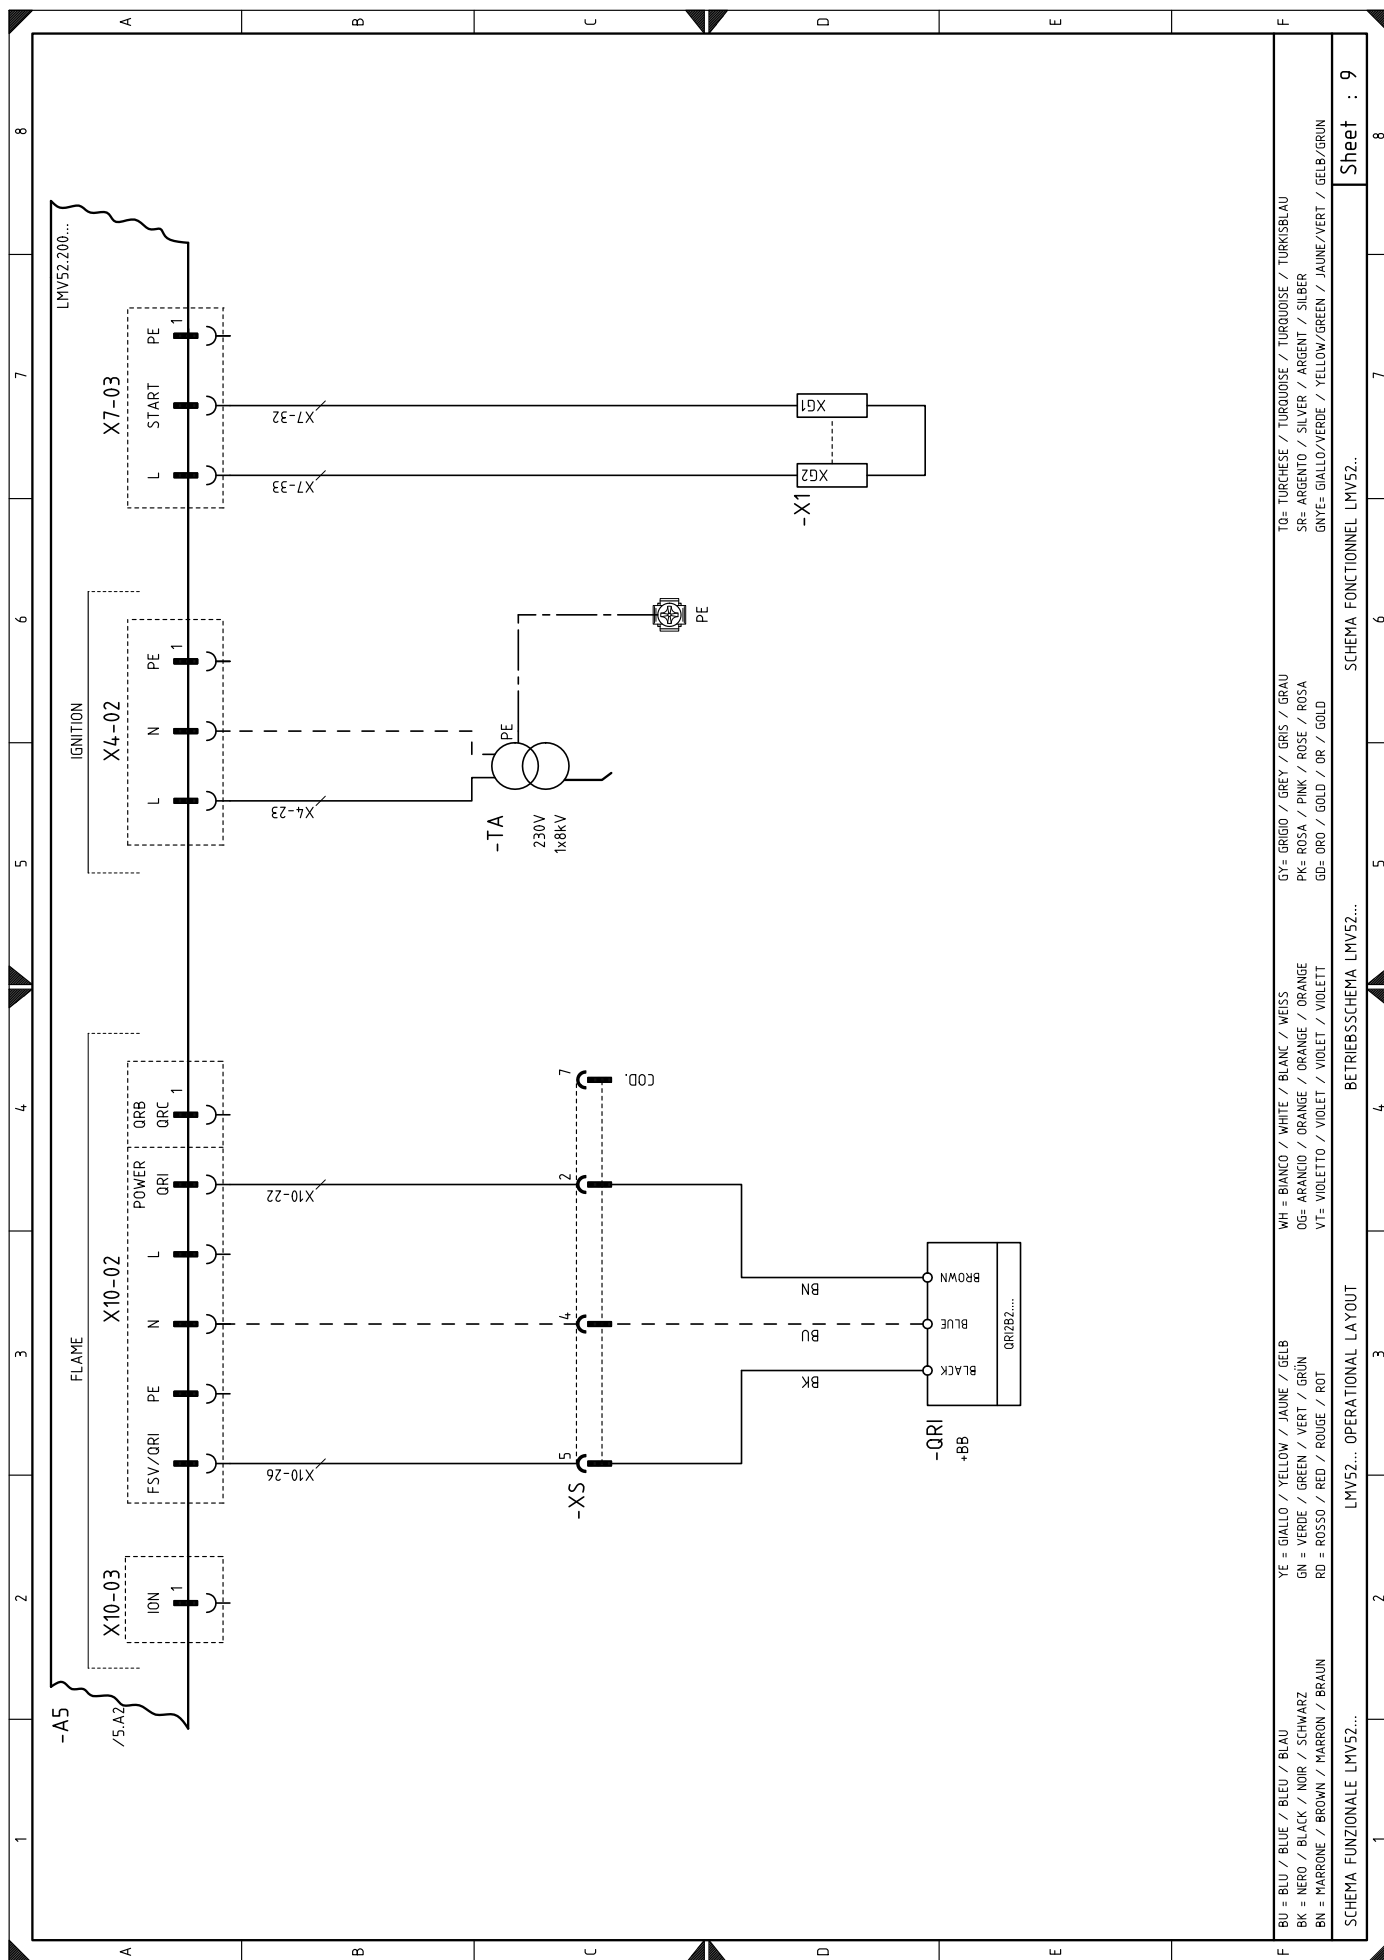 1 2 3 4 5 6 7 8
A
B
C
D
E
F
-A5
/5.A2
LMV52.200...
FLAME
X10-03
ION
1
X10-02
FSV/QRI
PE
N
L
POWER
QRI
QRB
QRC
1
IGNITION
X4-02
L
N
PE
1
X7-03
L
START
PE
1
X10-26
X10-22
X4-23
X7-33
X7-32
-XS
5
4
2
7
COD.
-TA
230V
1x8kV
PE
PE
-X1
XG2
XG1
BK
BU
BN
-QRI
+BB
BLACK
BLUE
BROWN
QRI2B2....
A
B
C
D
E
F
BU = BLU / BLUE / BLEU / BLAU
BK = NERO / BLACK / NOIR / SCHWARZ
BN = MARRONE / BROWN / MARRON / BRAUN
YE = GIALLO / YELLOW / JAUNE / GELB
GN = VERDE / GREEN / VERT / GRÜN
RD = ROSSO / RED / ROUGE / ROT
WH = BIANCO / WHITE / BLANC / WEISS
OG= ARANCIO / ORANGE / ORANGE / ORANGE
VT= VIOLETTO / VIOLET / VIOLET / VIOLETT
GY= GRIGIO / GREY / GRIS / GRAU
PK= ROSA / PINK / ROSE / ROSA
GD= ORO / GOLD / OR / GOLD
TQ= TURCHESE / TURQUOISE / TURQUOISE / TURKISBLAU
SR= ARGENTO / SILVER / ARGENT / SILBER
GNYE= GIALLO/VERDE / YELLOW/GREEN / JAUNE/VERT / GELB/GRUN
SCHEMA FUNZIONALE LMV52... LMV52... OPERATIONAL LAYOUT BETRIEBSSCHEMA LMV52... SCHEMA FONCTIONNEL LMV52.. Sheet : 9
1 2 3 4 5 6 7 8